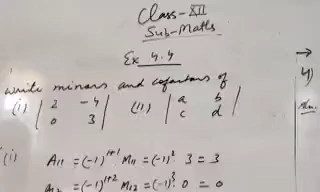 Class-XII
Sub-Maths
Ex 4.4
write minors and cofactors of
(i) | 2 -4 | (ii) | a b |
| 0 3 | | c d |
(i) A11 = (-1)^1+1 M11 = (-1)^2 3 = 3
A12 = (-1)^1+2 M12 = (-1)^3 0 = 0
→
4)